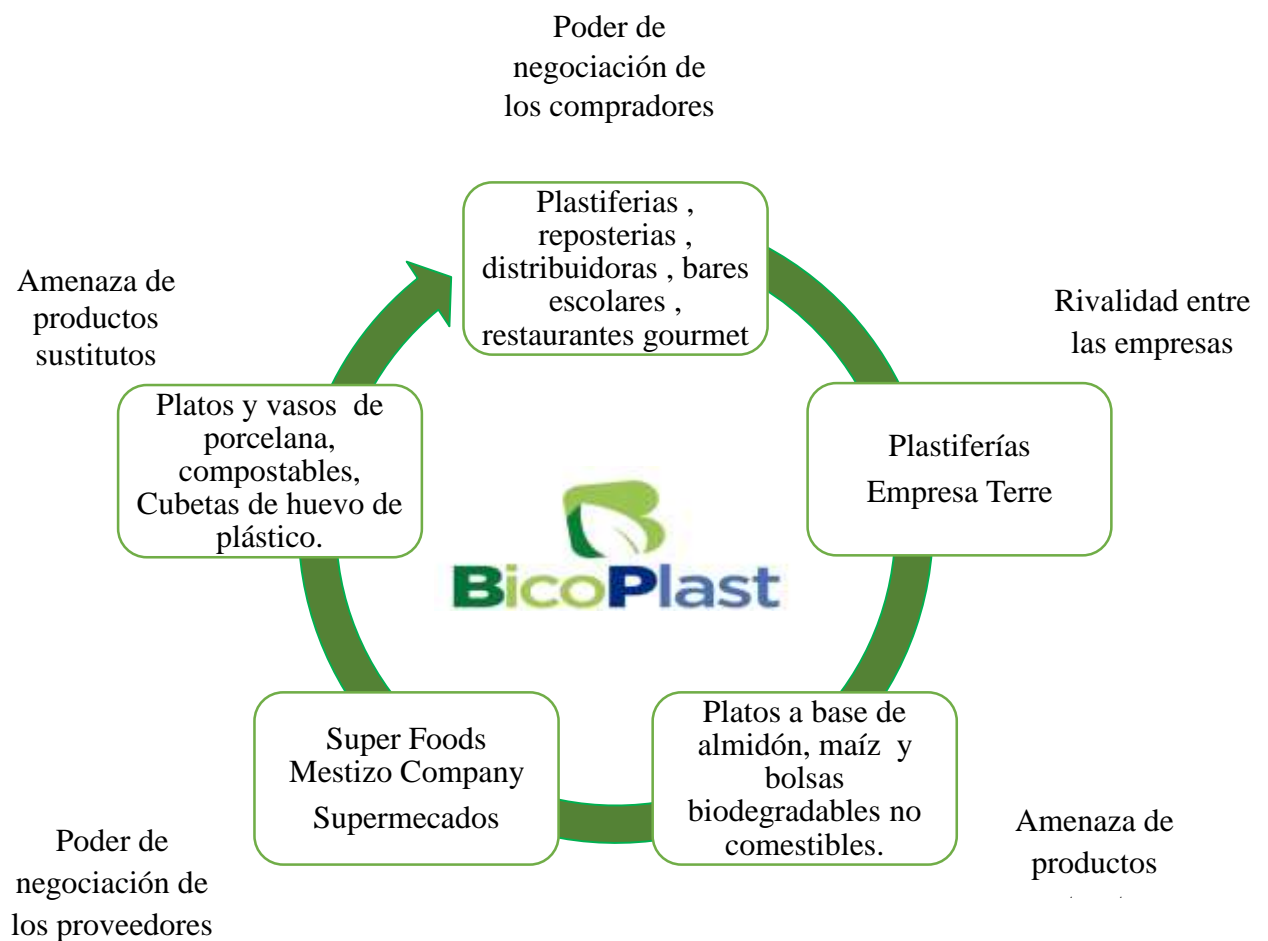 Poder de
negociación de
los compradores
Plastiferias ,
reposterias ,
distribuidoras , bares
escolares ,
restaurantes gourmet
Rivalidad entre
las empresas
Plastiferías
Empresa Terre
Platos a base de
almidón, maíz y
bolsas
biodegradables no
comestibles.
Amenaza de
productos
Super Foods
Mestizo Company
Supermecados
Poder de
negociación de
los proveedores
Amenaza de
productos
sustitutos
Platos y vasos de
porcelana,
compostables,
Cubetas de huevo de
plástico.
BicoPlast